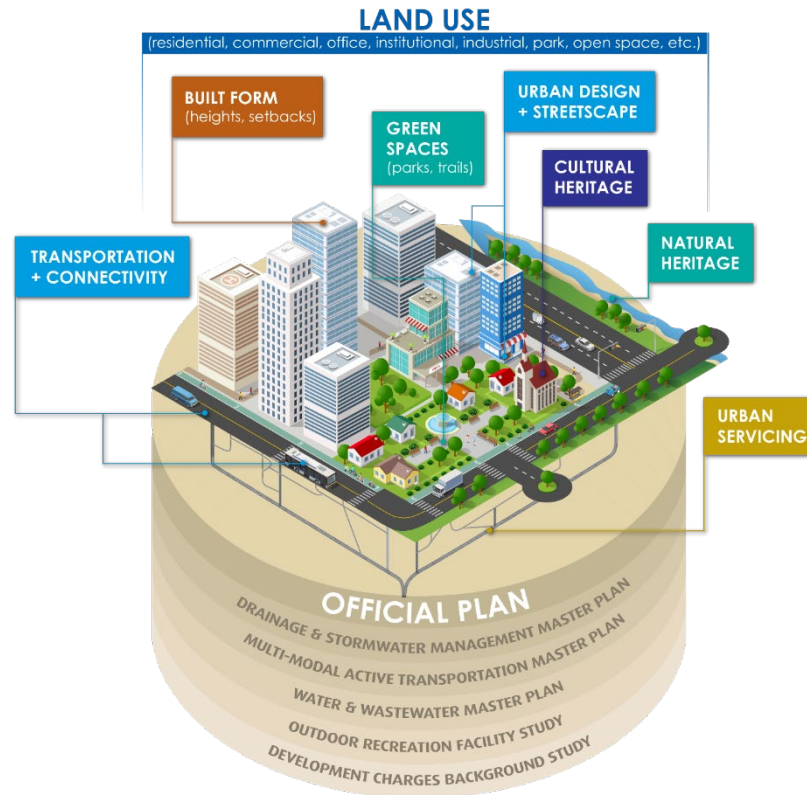 LAND USE
(residential, commercial, office, institutional, industrial, park, open space, etc.)
BUILT FORM
(heights, setbacks)
GREEN
SPACES
(parks, trails)
URBAN DESIGN
+ STREETSCAPE
CULTURAL
HERITAGE
TRANSPORTATION
+ CONNECTIVITY
NATURAL
HERITAGE
URBAN
SERVICING
OFFICIAL PLAN
DRAINAGE & STORMWATER MANAGEMENT MASTER PLAN
MULTI-MODAL ACTIVE TRANSPORTATION MASTER PLAN
WATER & WASTEWATER MASTER PLAN
OUTDOOR RECREATION FACILITY STUDY
DEVELOPMENT CHARGES BACKGROUND STUDY